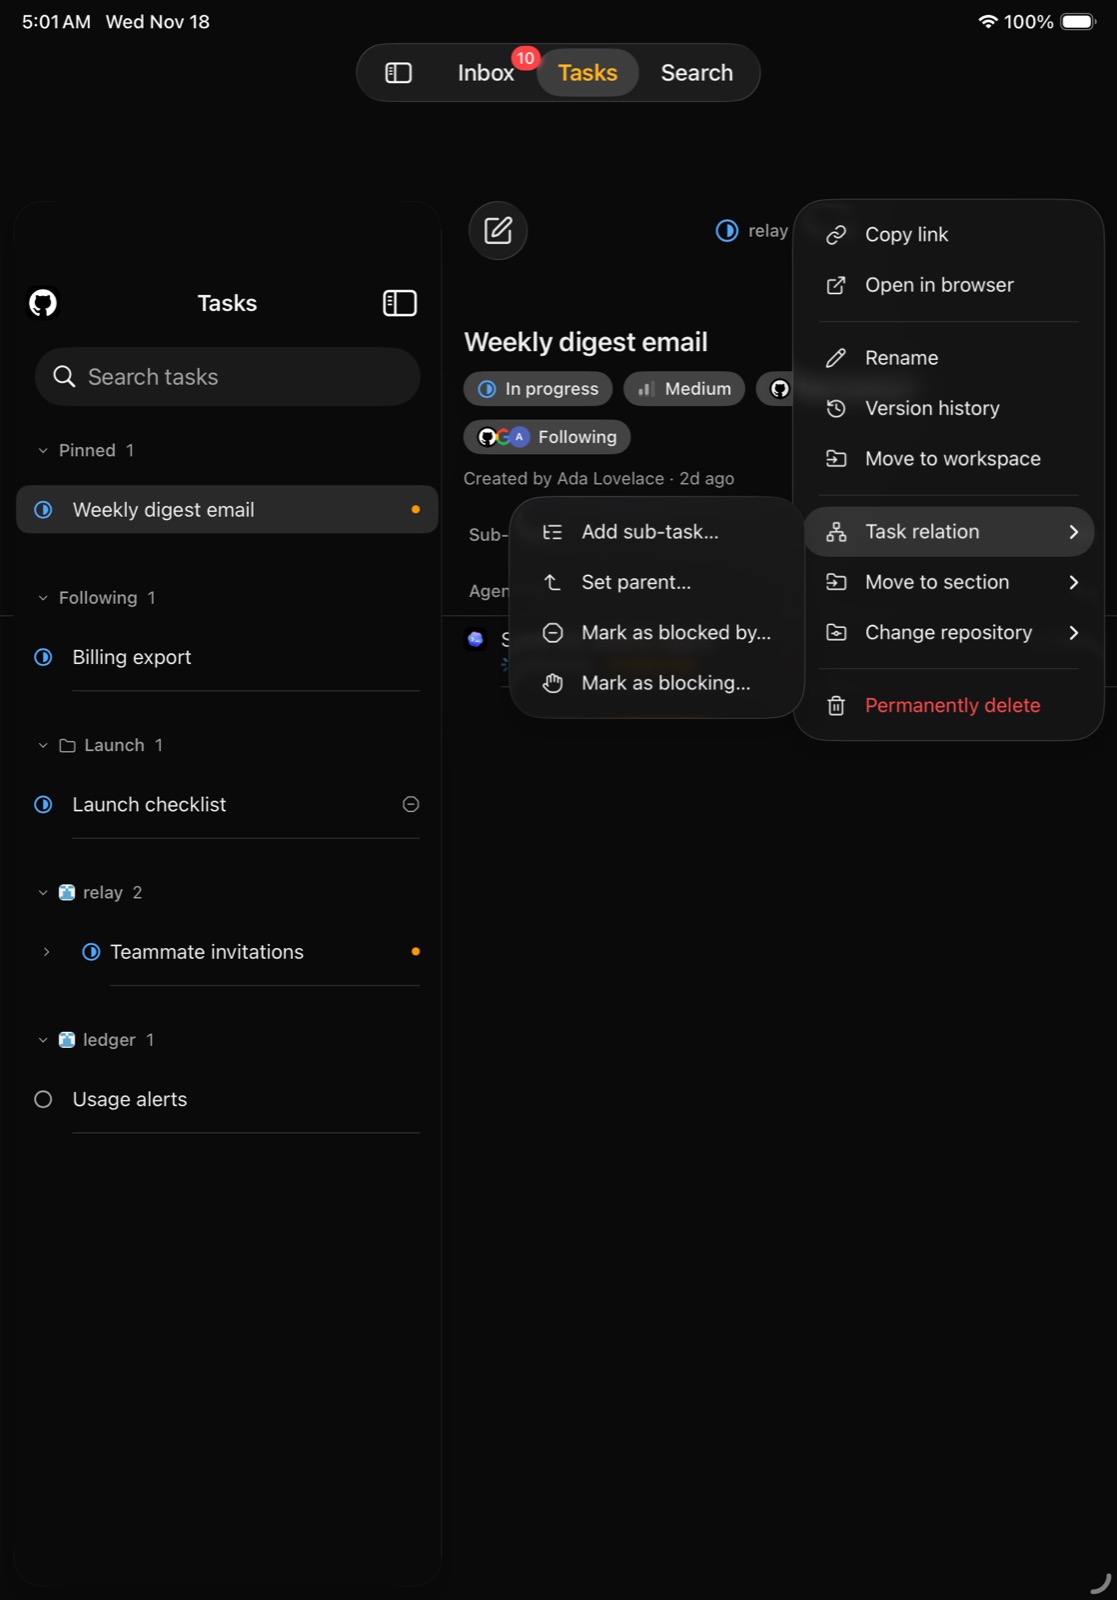 5:01 AM Wed Nov 18
100%
Inbox
10
Tasks
Search
Tasks
Search tasks
Pinned 1
Weekly digest email
Following 1
Billing export
Launch 1
Launch checklist
relay 2
Teammate invitations
ledger 1
Usage alerts
relay
Weekly digest email
In progress
Medium
A
Following
Created by Ada Lovelace · 2d ago
Sub-
Agen
S
Add sub-task...
Set parent...
Mark as blocked by...
Mark as blocking...
Copy link
Open in browser
Rename
Version history
Move to workspace
Task relation
Move to section
Change repository
Permanently delete